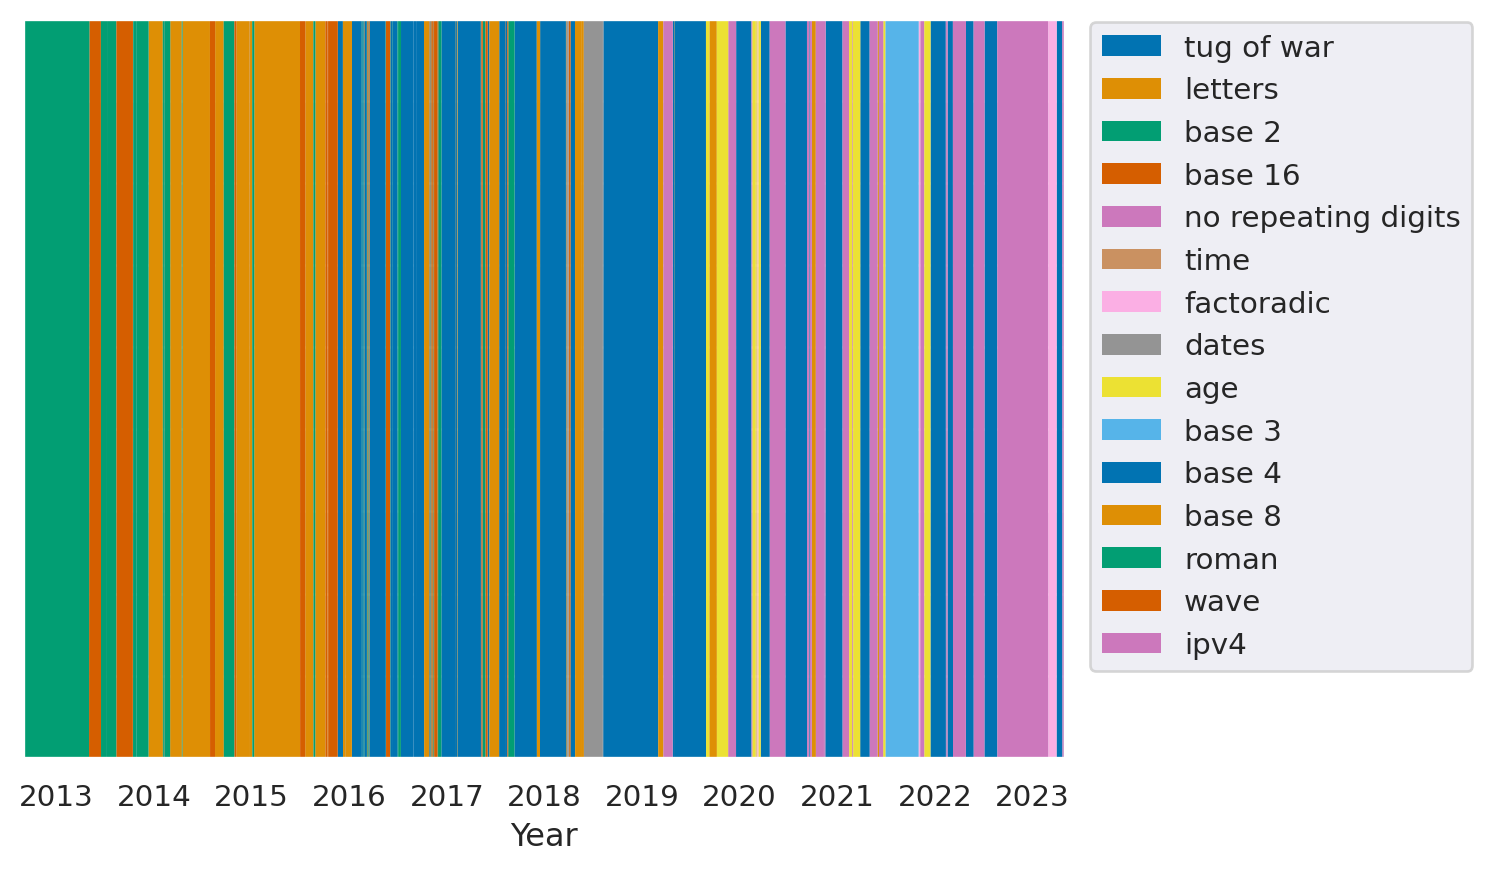 tug of war
letters
base 2
base 16
no repeating digits
time
factoradic
dates
age
base 3
base 4
base 8
roman
wave
ipv4
2013 2014 2015 2016 2017 2018 2019 2020 2021 2022 2023
Year